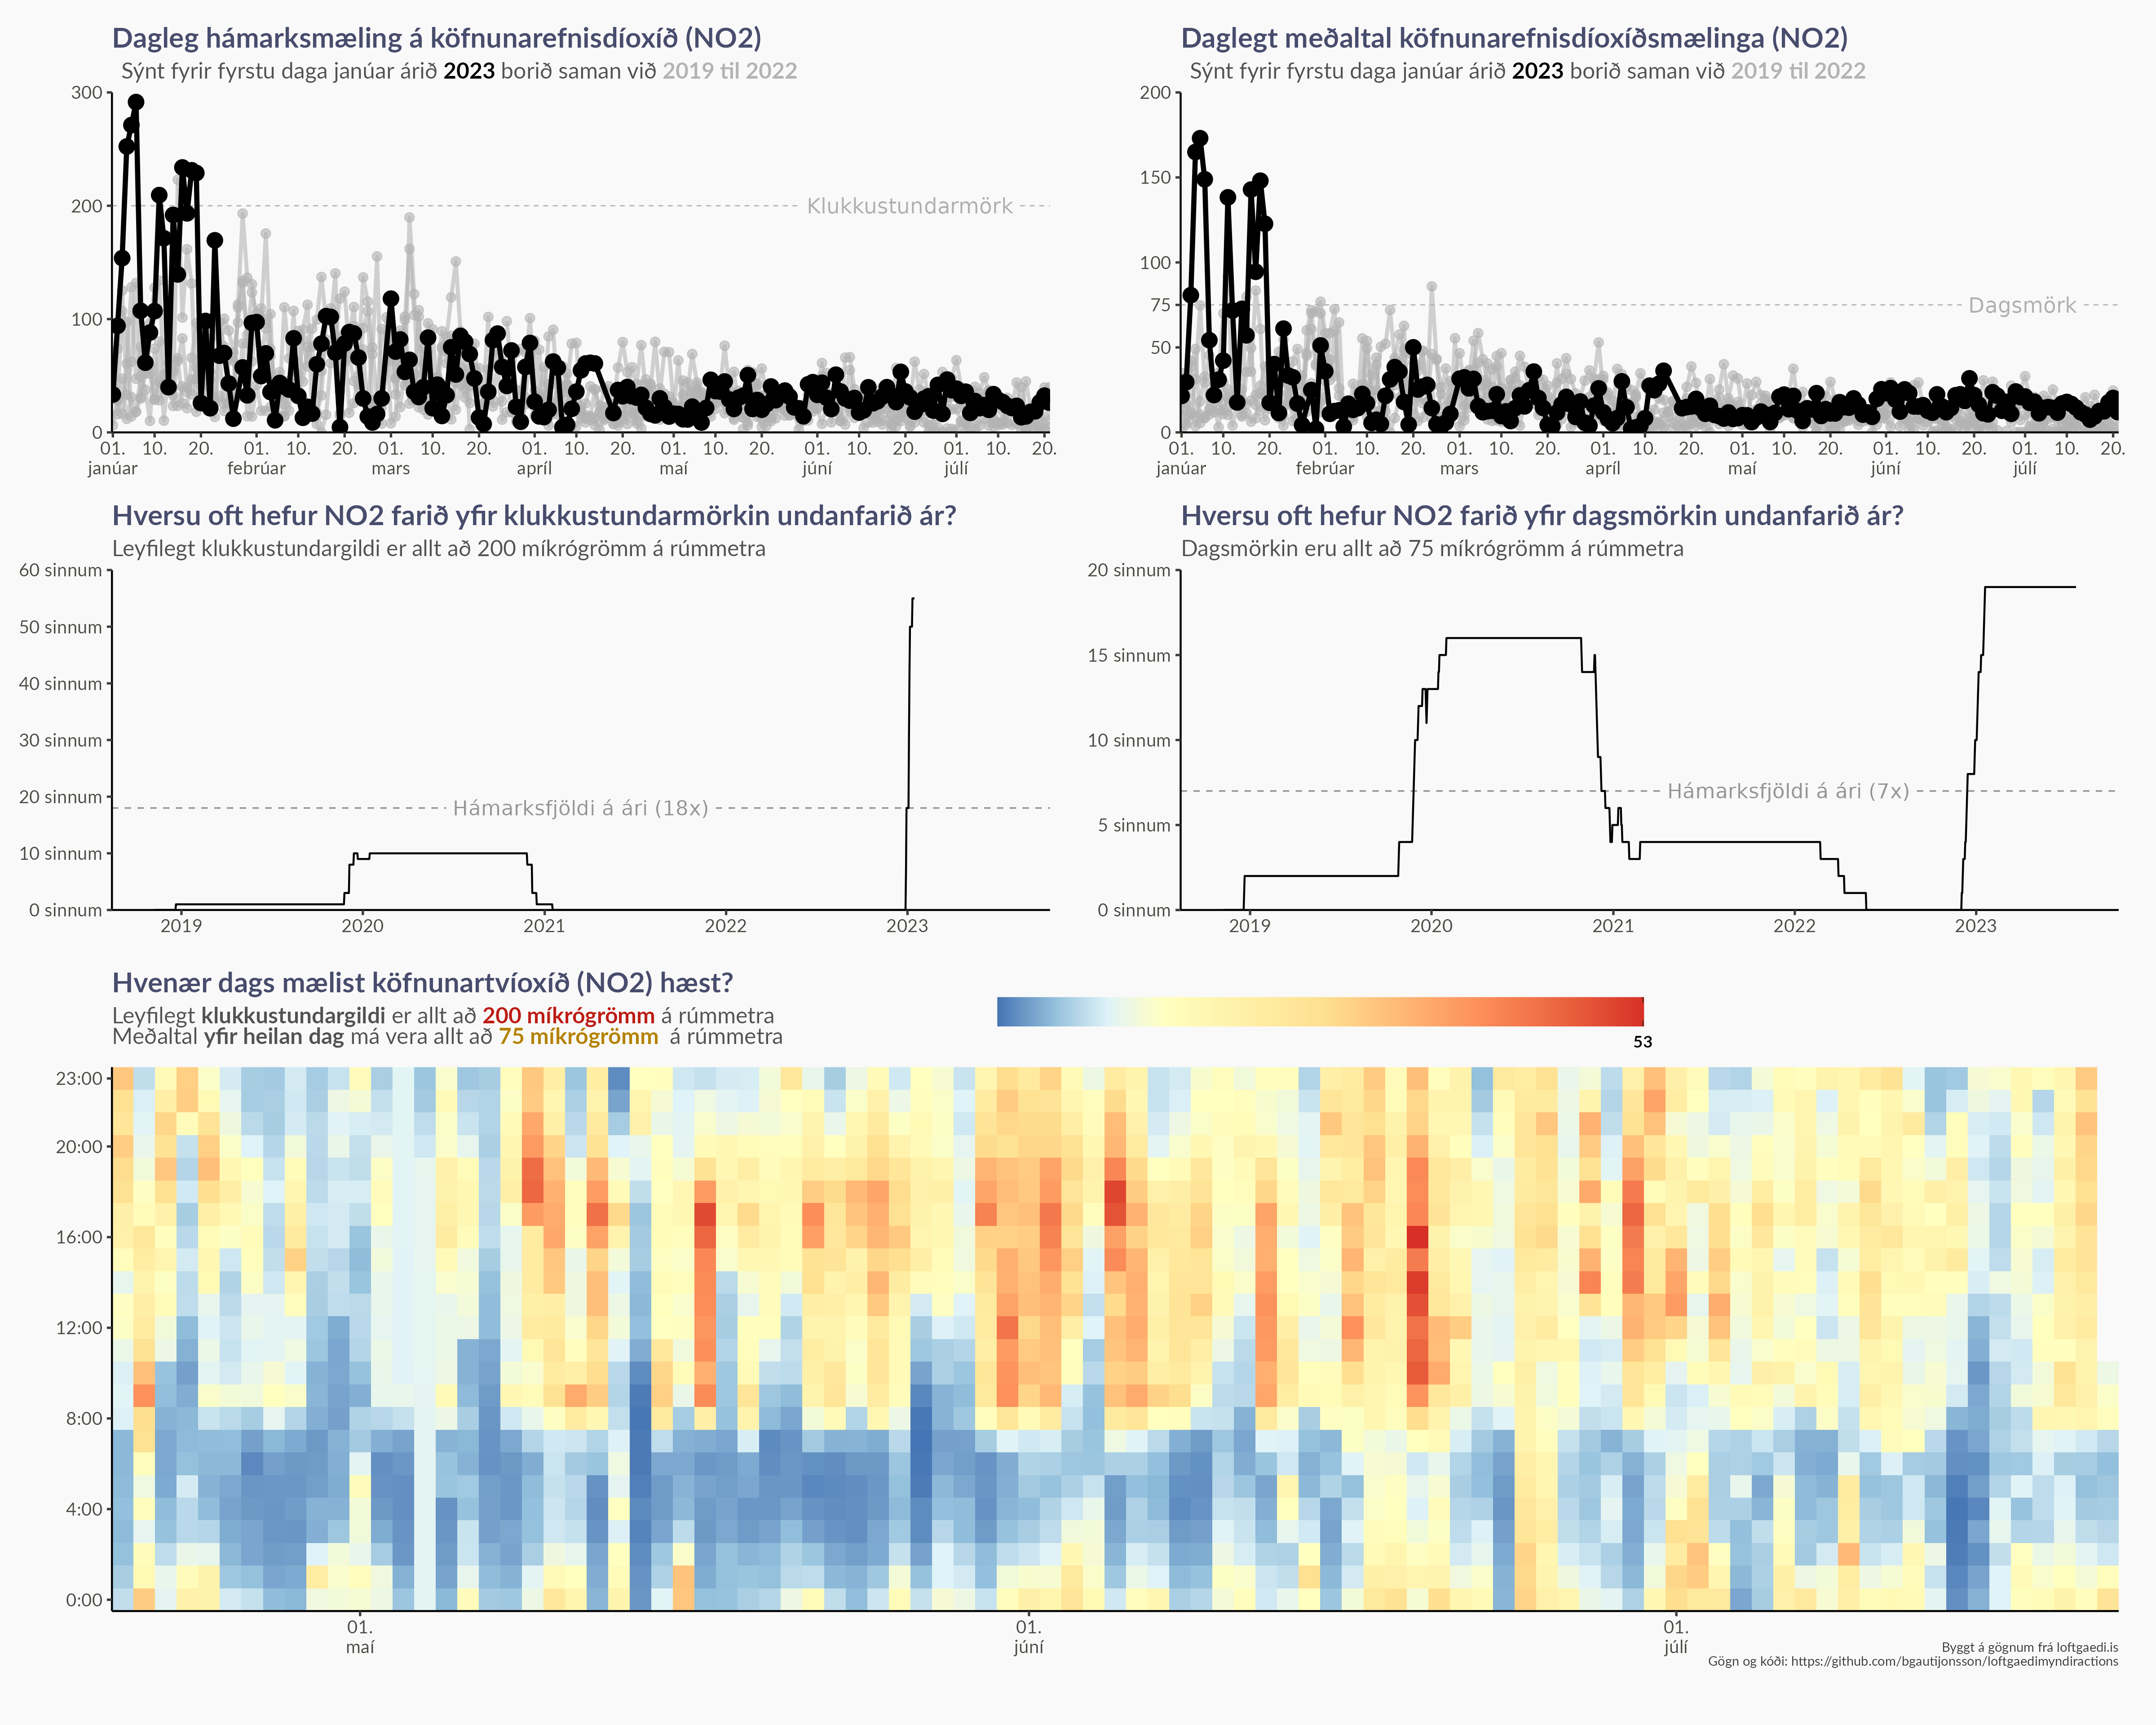 Dagleg hámarksmæling á köfnunarefnisdíoxíð (NO2)
Sýnt fyrir fyrstu daga janúar árið 2023 borið saman við 2019 til 2022
300
200
100
0
Klukkustundarmörk
01. 10. 20. 01. 10. 20. 01. 10. 20. 01. 10. 20. 01. 10. 20. 01. 10. 20. 01. 10. 20.
janúar febrúar mars apríl maí júní júlí
Daglegt meðaltal köfnunarefnisdíoxíðsmælinga (NO2)
Sýnt fyrir fyrstu daga janúar árið 2023 borið saman við 2019 til 2022
200
150
100
75
50
0
Dagsmörk
01. 10. 20. 01. 10. 20. 01. 10. 20. 01. 10. 20. 01. 10. 20. 01. 10. 20. 01. 10. 20.
janúar febrúar mars apríl maí júní júlí
Hversu oft hefur NO2 farið yfir klukkustundarmörkin undanfarið ár?
Leyfilegt klukkustundargildi er allt að 200 míkrógrömm á rúmmetra
60 sinnum
50 sinnum
40 sinnum
30 sinnum
20 sinnum
10 sinnum
0 sinnum
Hámarksfjöldi á ári (18x)
2019 2020 2021 2022 2023
Hversu oft hefur NO2 farið yfir dagsmörkin undanfarið ár?
Dagsmörkin eru allt að 75 míkrógrömm á rúmmetra
20 sinnum
15 sinnum
10 sinnum
5 sinnum
0 sinnum
Hámarksfjöldi á ári (7x)
2019 2020 2021 2022 2023
Hvenær dags mælist köfnunartvíoxíð (NO2) hæst?
Leyfilegt klukkustundargildi er allt að 200 míkrógrömm á rúmmetra
Meðaltal yfir heilan dag má vera allt að 75 míkrógrömm á rúmmetra
53
23:00
20:00
16:00
12:00
8:00
4:00
0:00
01. 01. 01.
maí júní júlí
Byggt á gögnum frá loftgaedi.is
Gögn og kóði: https://github.com/bgautijonsson/loftgaedimyndiractions